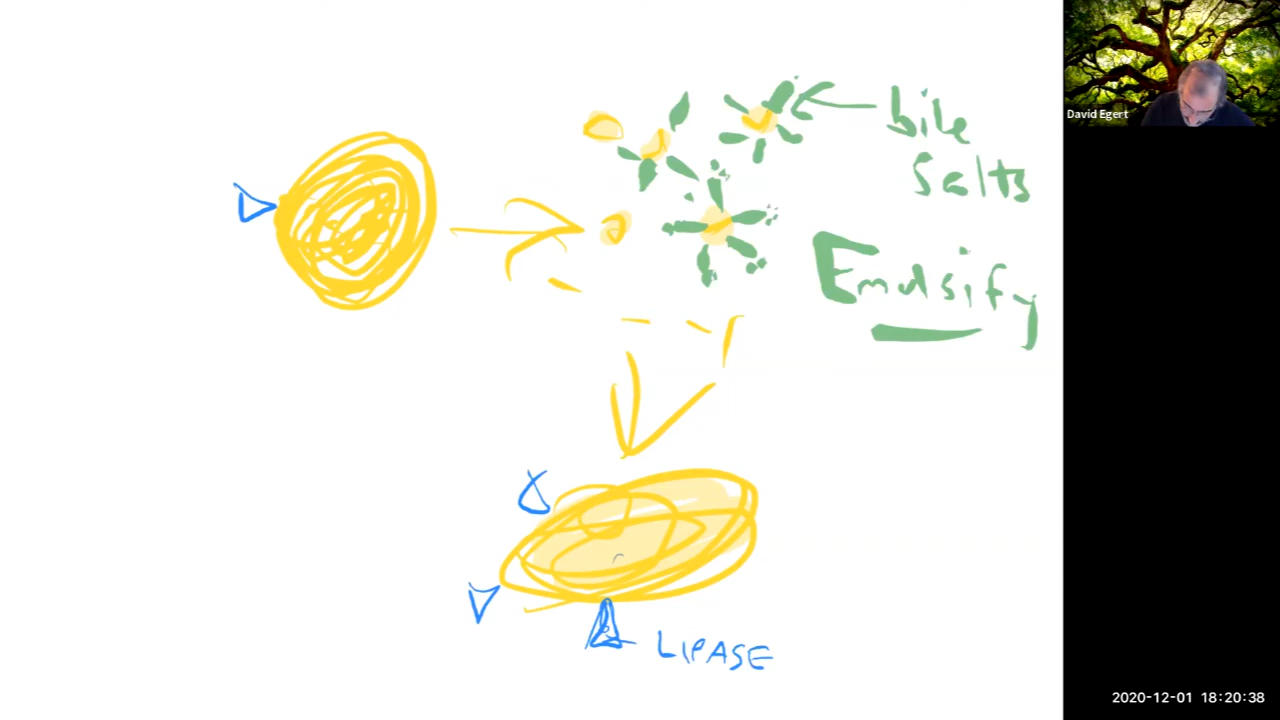 David Egert
bile
Salts
Emulsify
LIPASE
2020-12-01 18:20:38